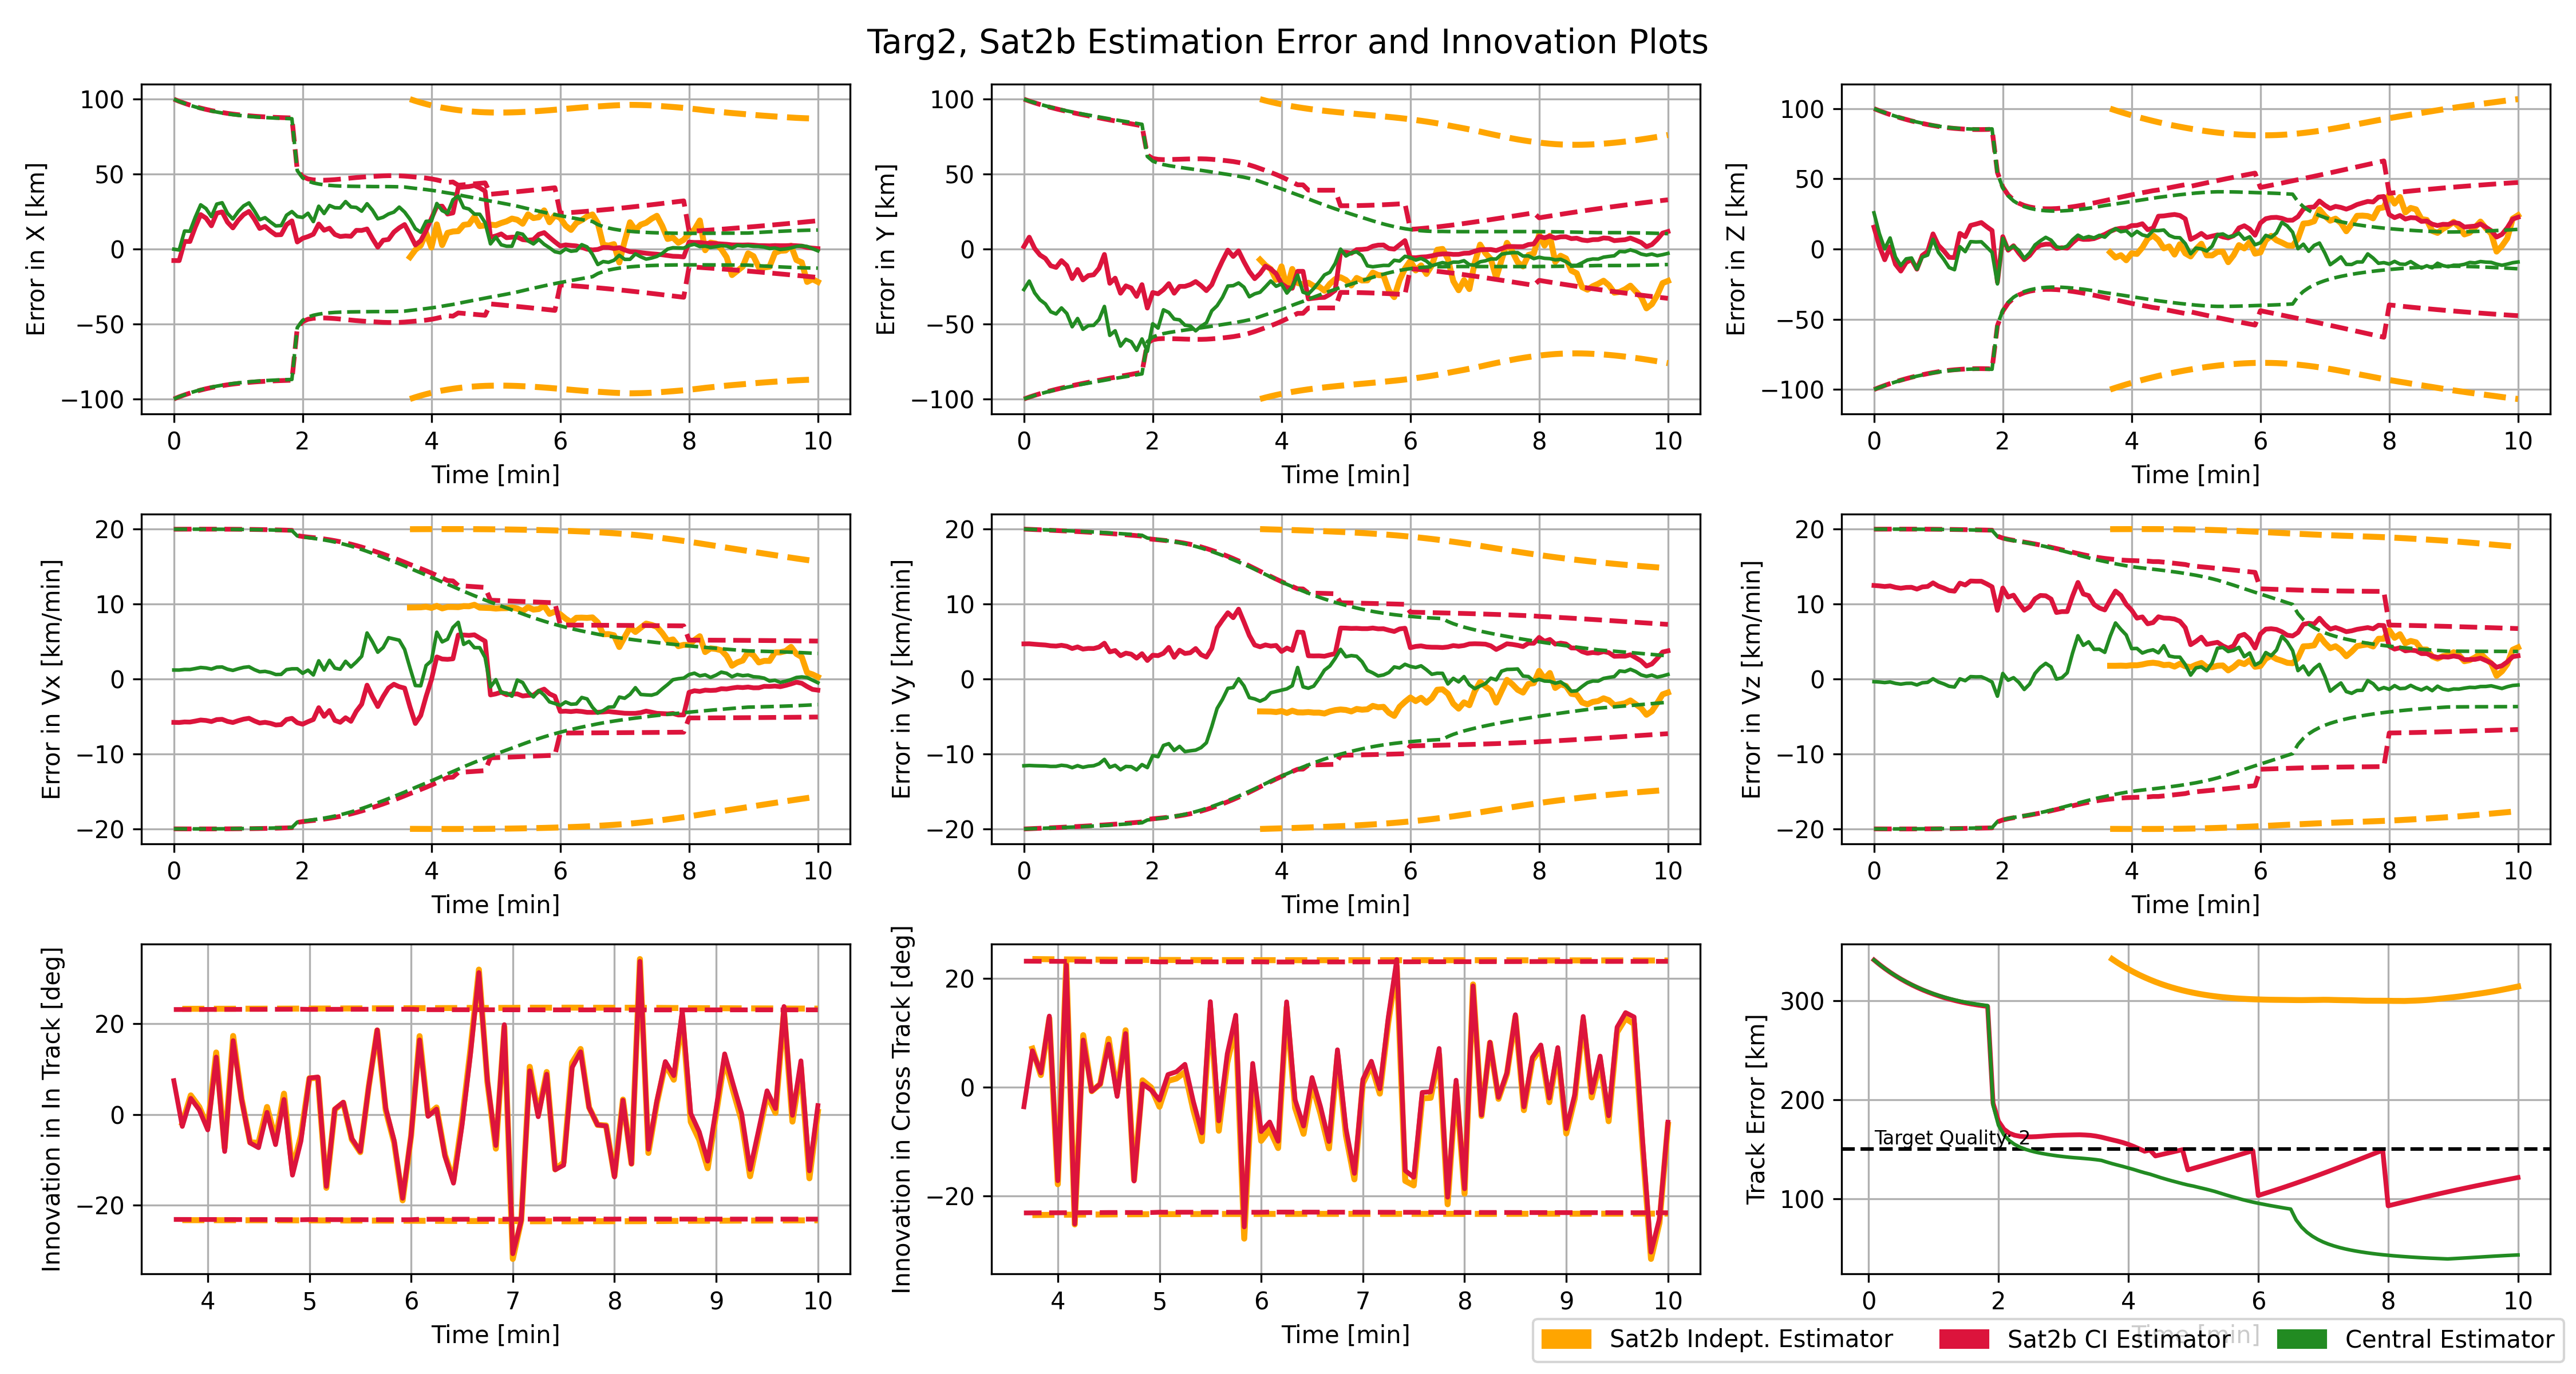 Targ2, Sat2b Estimation Error and Innovation Plots
Error in X [km]
100
50
0
−50
−100
0 2 4 6 8 10
Time [min]
Error in Y [km]
100
50
0
−50
−100
0 2 4 6 8 10
Time [min]
Error in Z [km]
100
50
0
−50
−100
0 2 4 6 8 10
Time [min]
Error in Vx [km/min]
20
10
0
−10
−20
0 2 4 6 8 10
Time [min]
Error in Vy [km/min]
20
10
0
−10
−20
0 2 4 6 8 10
Time [min]
Error in Vz [km/min]
20
10
0
−10
−20
0 2 4 6 8 10
Time [min]
Innovation in In Track [deg]
20
0
−20
4 5 6 7 8 9 10
Time [min]
Innovation in Cross Track [deg]
20
0
−20
4 5 6 7 8 9 10
Time [min]
Track Error [km]
300
200
100
Target Quality: 2
0 2 4 6 8 10
Time [min]
Sat2b Indept. Estimator Sat2b CI Estimator Central Estimator